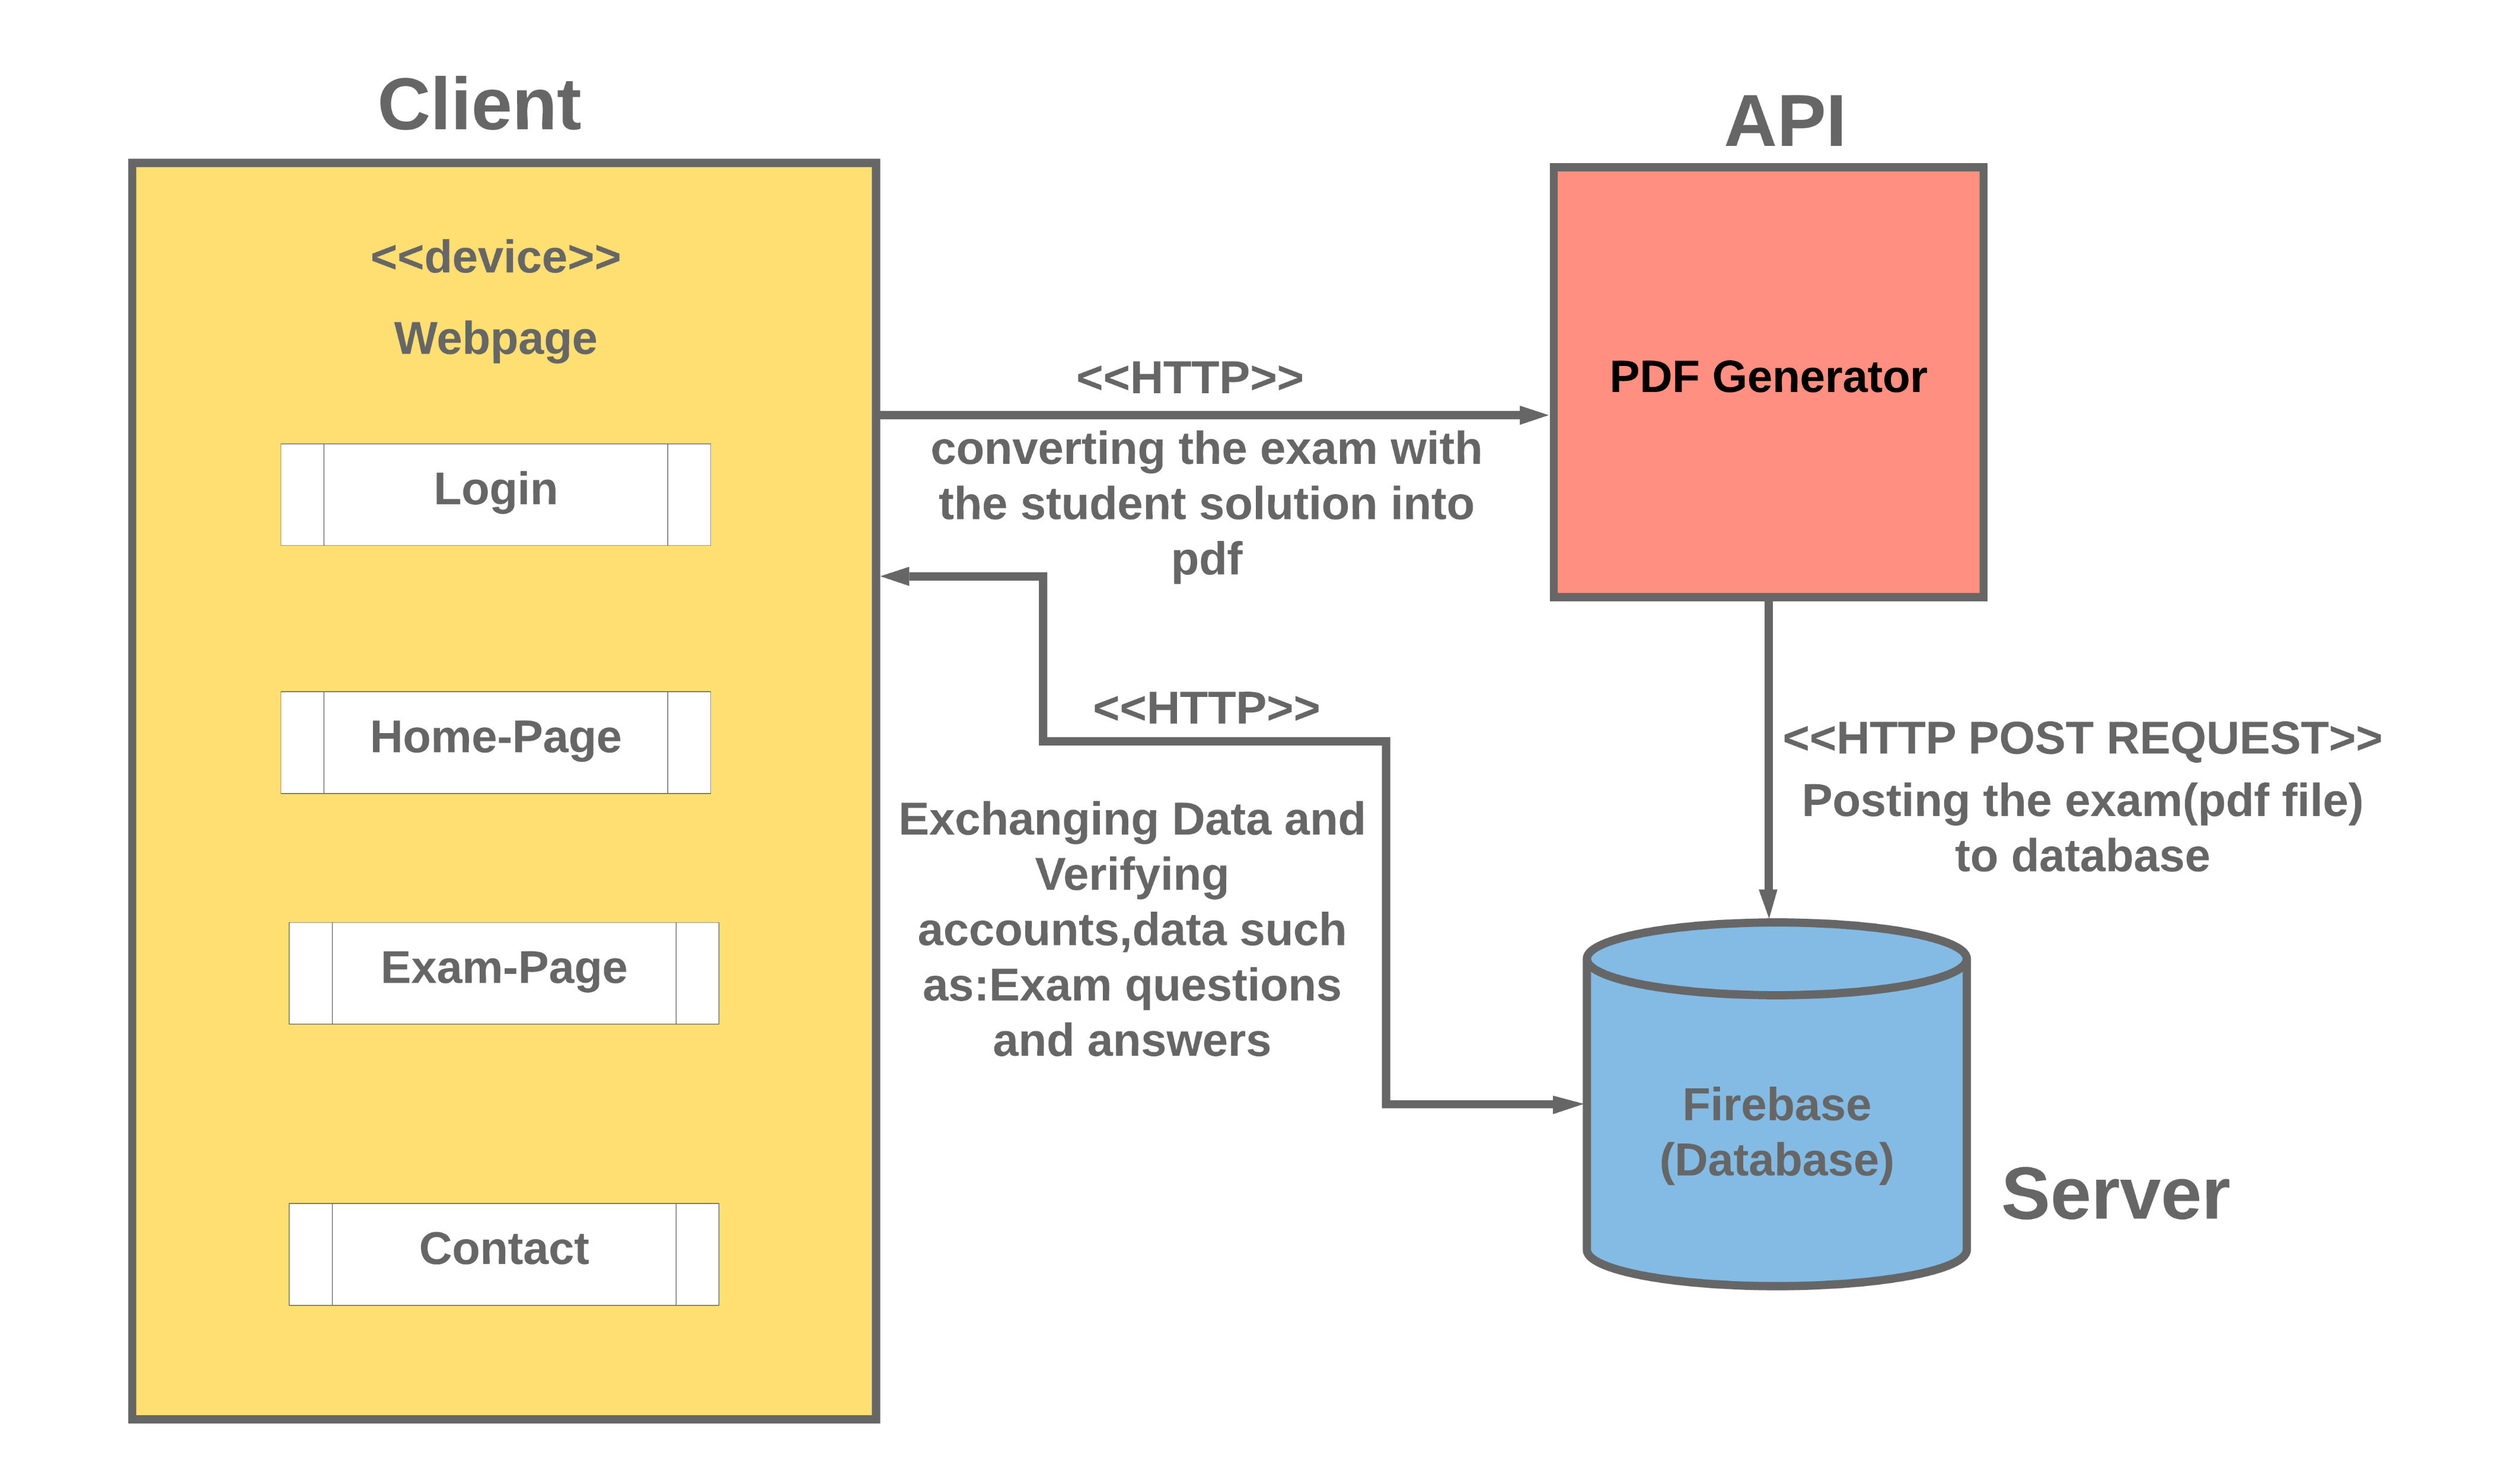 Client
<<device>>
Webpage
Login
Home-Page
Exam-Page
Contact
<<HTTP>>
converting the exam with
the student solution into
pdf
<<HTTP>>
Exchanging Data and
Verifying
accounts,data such
as:Exam questions
and answers
API
PDF Generator
<<HTTP POST REQUEST>>
Posting the exam(pdf file)
to database
Firebase
(Database)
Server